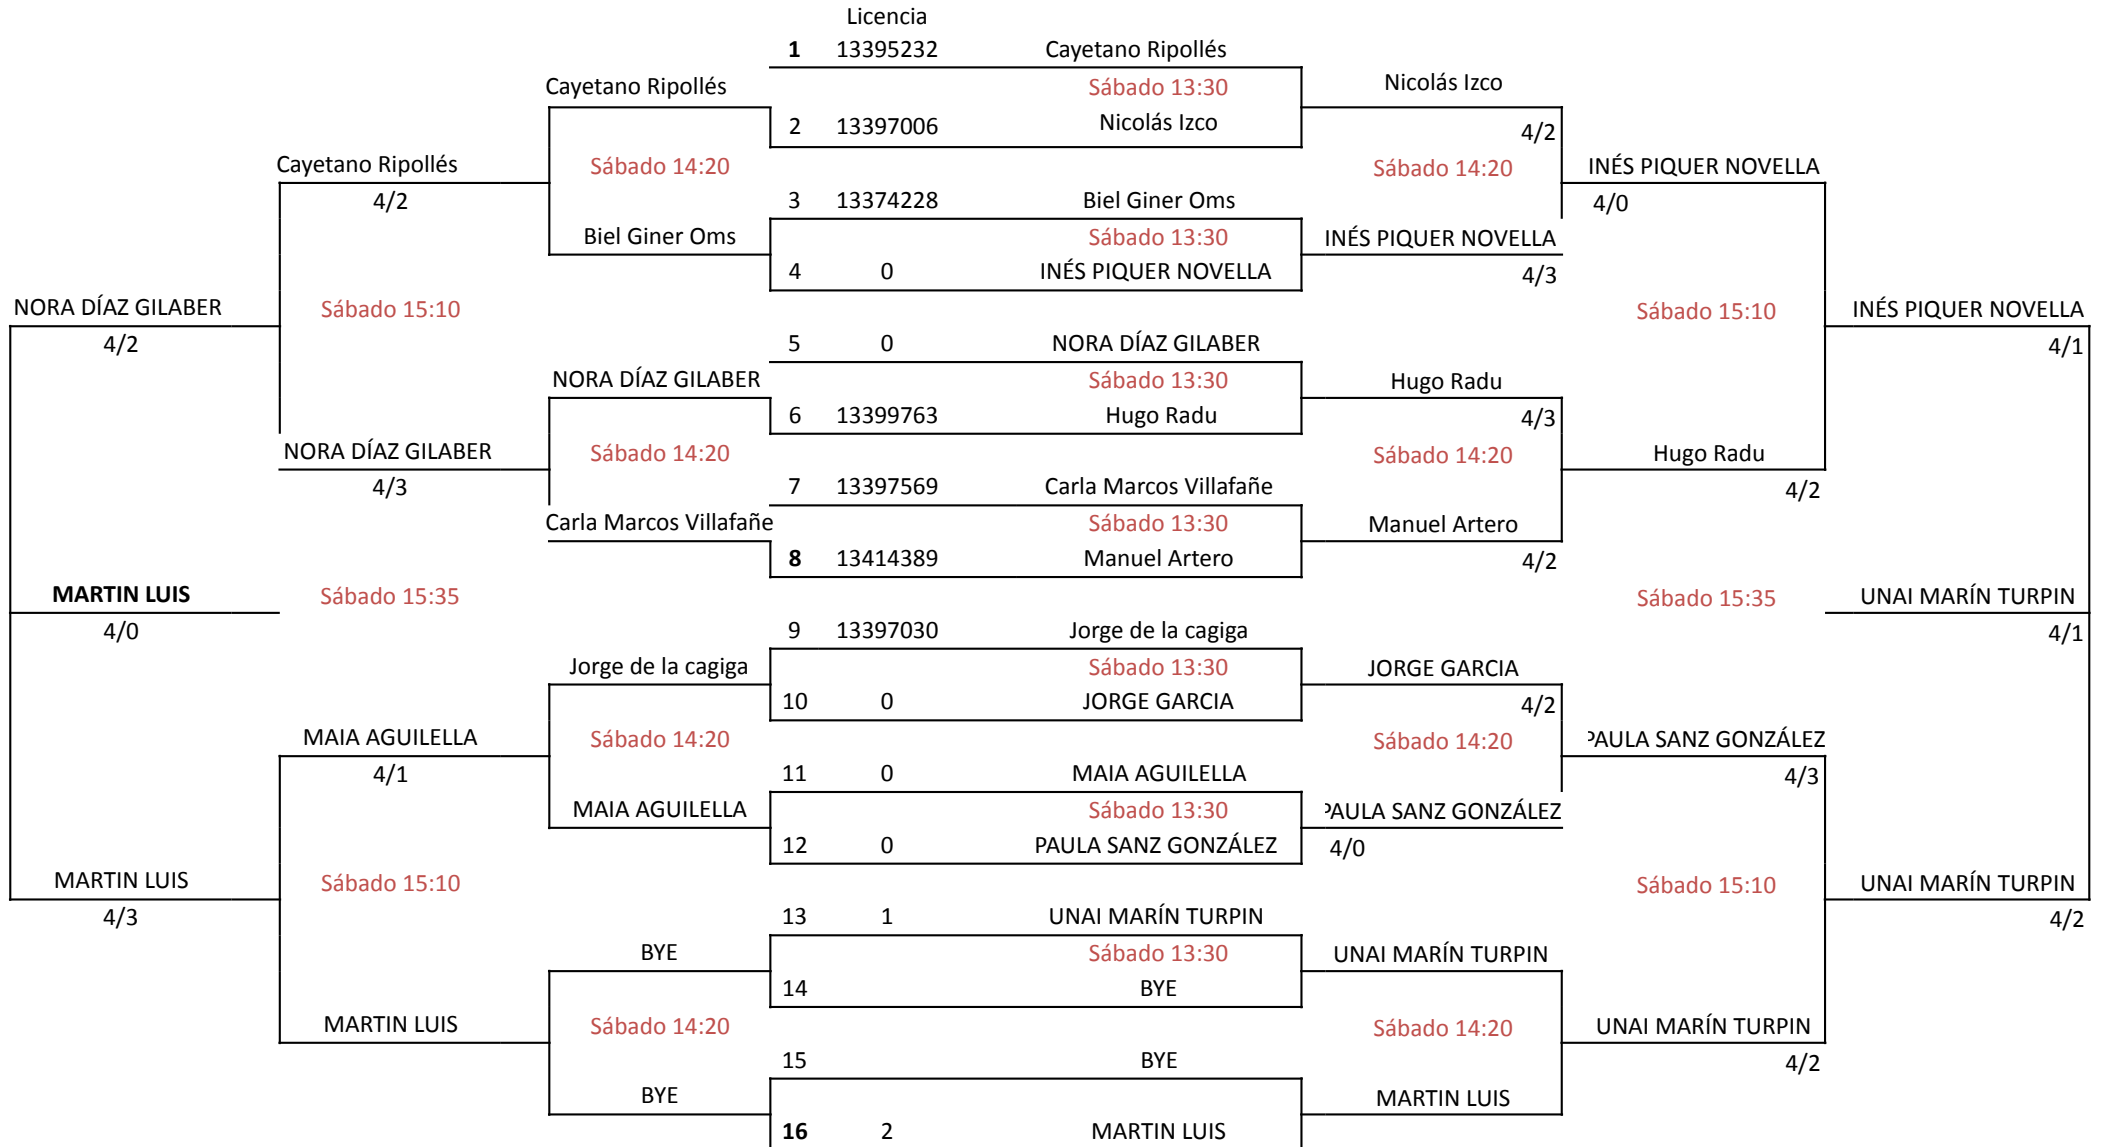 Licencia
1 13395232 Cayetano Ripollés
Cayetano Ripollés Sábado 13:30 Nicolás Izco
2 13397006 Nicolás Izco 4/2
Cayetano Ripollés Sábado 14:20 Sábado 14:20 INÉS PIQUER NOVELLA
4/2 3 13374228 Biel Giner Oms 4/0
Biel Giner Oms Sábado 13:30 INÉS PIQUER NOVELLA
4 0 INÉS PIQUER NOVELLA 4/3
NORA DÍAZ GILABER Sábado 15:10 Sábado 15:10 INÉS PIQUER NOVELLA
4/2 5 0 NORA DÍAZ GILABER 4/1
NORA DÍAZ GILABER Sábado 13:30 Hugo Radu
6 13399763 Hugo Radu 4/3
NORA DÍAZ GILABER Sábado 14:20 Sábado 14:20 Hugo Radu
4/3 7 13397569 Carla Marcos Villafañe 4/2
Carla Marcos Villafañe Sábado 13:30 Manuel Artero
8 13414389 Manuel Artero 4/2
MARTIN LUIS Sábado 15:35 Sábado 15:35 UNAI MARÍN TURPIN
4/0 9 13397030 Jorge de la cagiga 4/1
Jorge de la cagiga Sábado 13:30 JORGE GARCIA
10 0 JORGE GARCIA 4/2
MAIA AGUILELLA Sábado 14:20 Sábado 14:20 PAULA SANZ GONZÁLEZ
4/1 11 0 MAIA AGUILELLA 4/3
MAIA AGUILELLA Sábado 13:30 PAULA SANZ GONZÁLEZ
12 0 PAULA SANZ GONZÁLEZ 4/0
MARTIN LUIS Sábado 15:10 Sábado 15:10 UNAI MARÍN TURPIN
4/3 13 1 UNAI MARÍN TURPIN 4/2
BYE Sábado 13:30 UNAI MARÍN TURPIN
14 BYE
MARTIN LUIS Sábado 14:20 Sábado 14:20 UNAI MARÍN TURPIN
15 BYE 4/2
BYE MARTIN LUIS
16 2 MARTIN LUIS